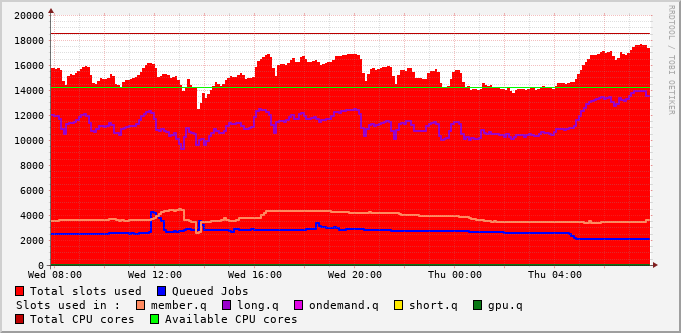 20000
18000
16000
14000
12000
10000
8000
6000
4000
2000
0
Wed 08:00 Wed 12:00 Wed 16:00 Wed 20:00 Thu 00:00 Thu 04:00
RRDTOOL / TOBI OETIKER
Total slots used Queued Jobs
Slots used in : member.q long.q ondemand.q short.q gpu.q
Total CPU cores Available CPU cores